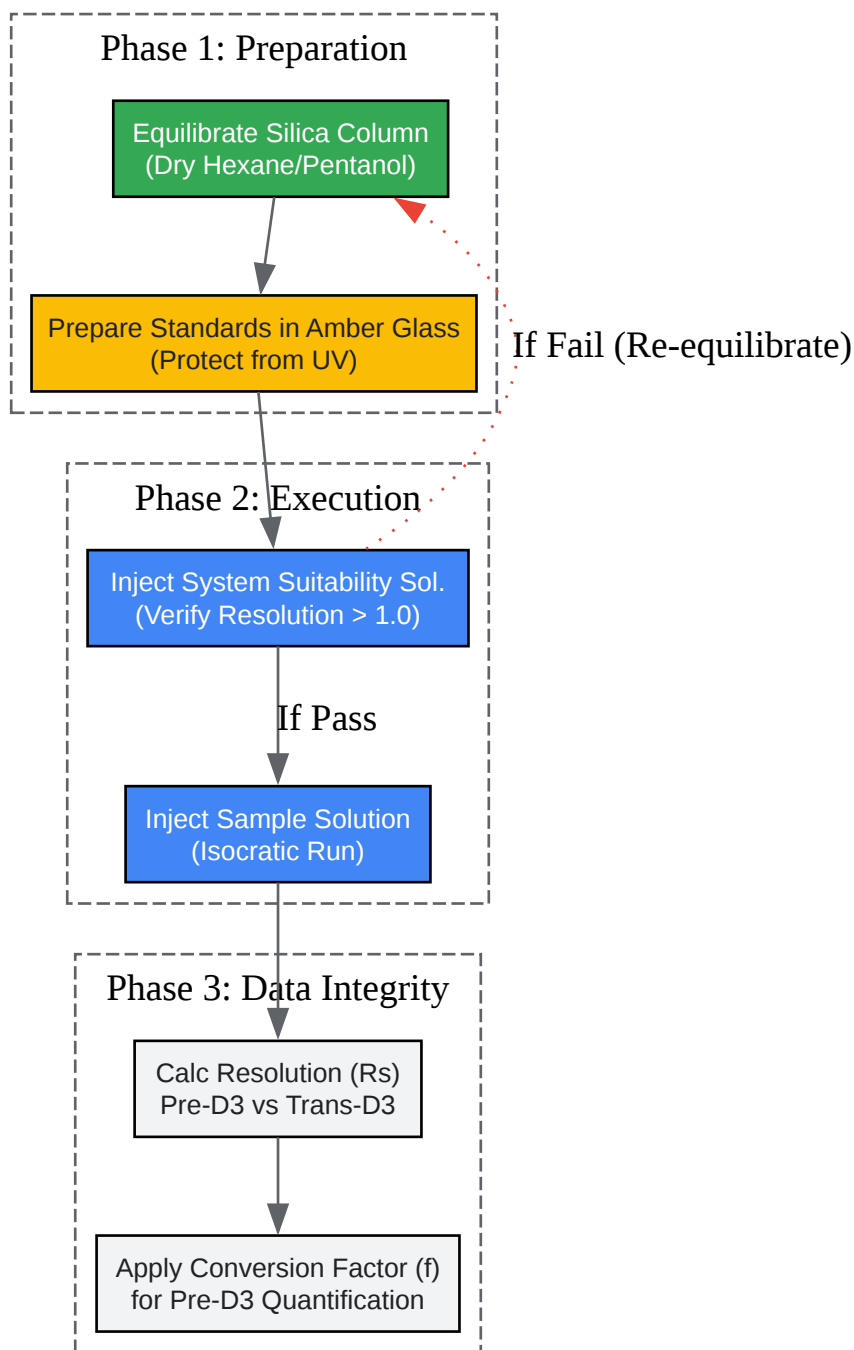 Phase 1: Preparation
Equilibrate Silica Column
(Dry Hexane/Pentanol)
Prepare Standards in Amber Glass
(Protect from UV)
If Fail (Re-equilibrate)
Phase 2: Execution
Inject System Suitability Sol.
(Verify Resolution > 1.0)
If Pass
Inject Sample Solution
(Isocratic Run)
Phase 3: Data Integrity
Calc Resolution (Rs)
Pre-D3 vs Trans-D3
Apply Conversion Factor (f)
for Pre-D3 Quantification